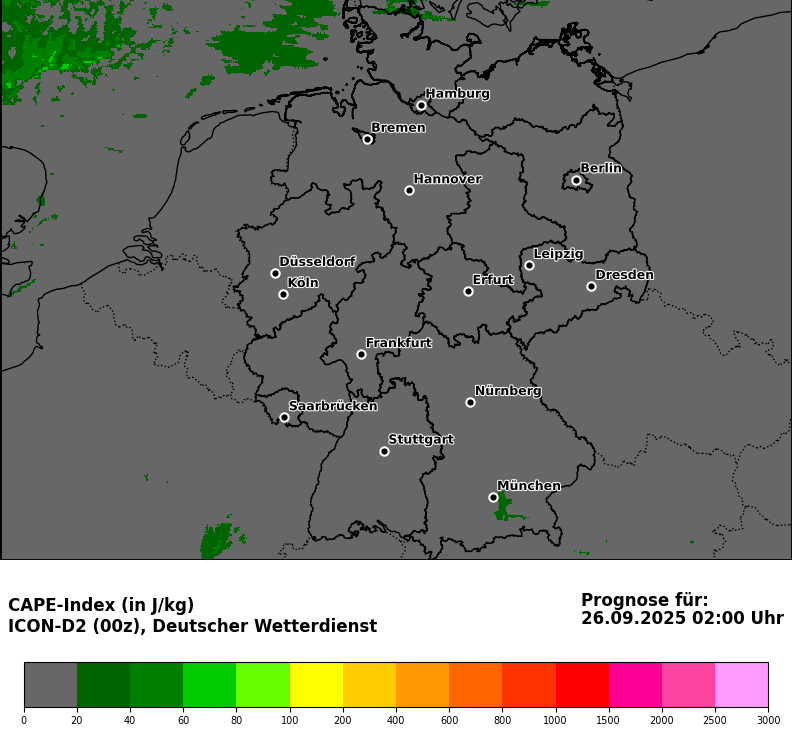 Hamburg
Bremen
Berlin
Hannover
Leipzig
Düsseldorf
Dresden
Erfurt
Köln
Frankfurt
Nürnberg
Saarbrücken
Stuttgart
München
CAPE-Index (in J/kg)
ICON-D2 (00z), Deutscher Wetterdienst
Prognose für:
26.09.2025 02:00 Uhr
0 20 40 60 80 100 200 400 600 800 1000 1500 2000 2500 3000